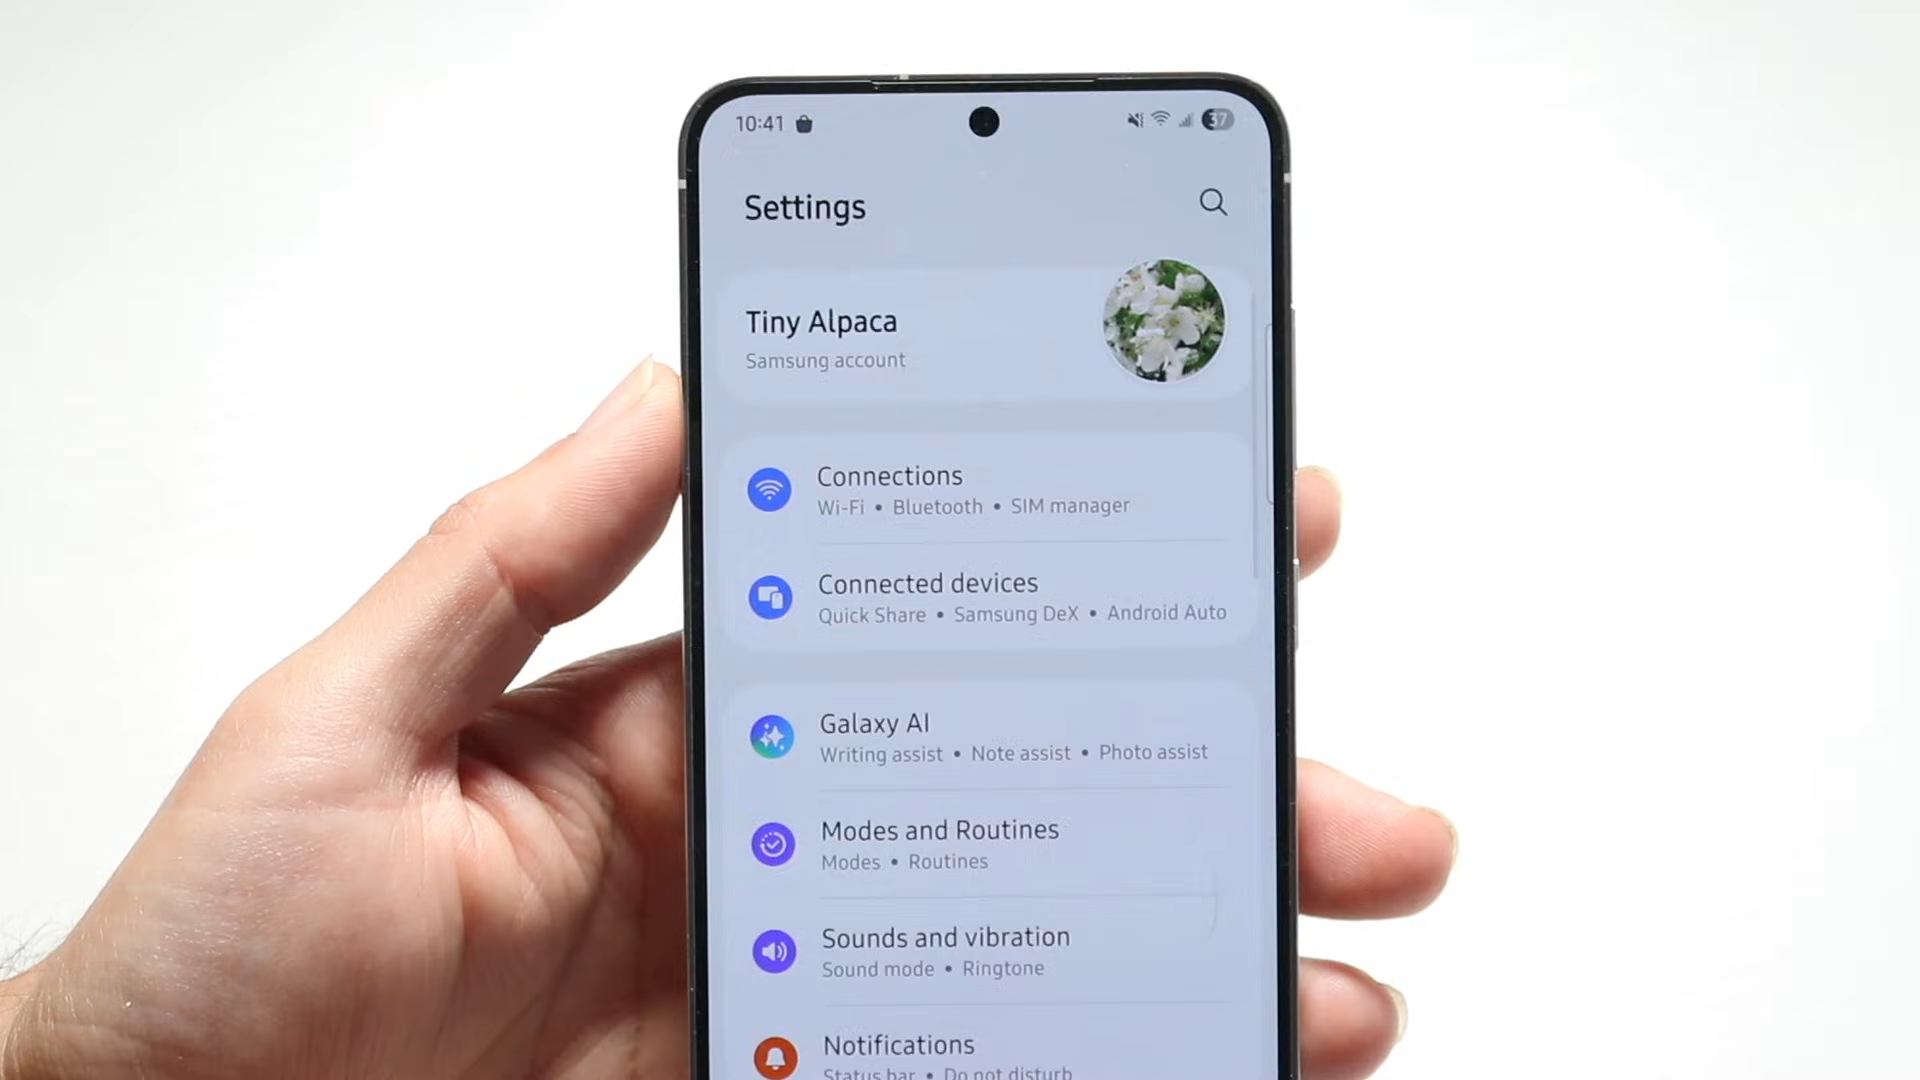 10:41 37
Settings
Tiny Alpaca
Samsung account
Connections
Wi-Fi • Bluetooth • SIM manager
Connected devices
Quick Share • Samsung DeX • Android Auto
Galaxy AI
Writing assist • Note assist • Photo assist
Modes and Routines
Modes • Routines
Sounds and vibration
Sound mode • Ringtone
Notifications
Status bar • Do not disturb